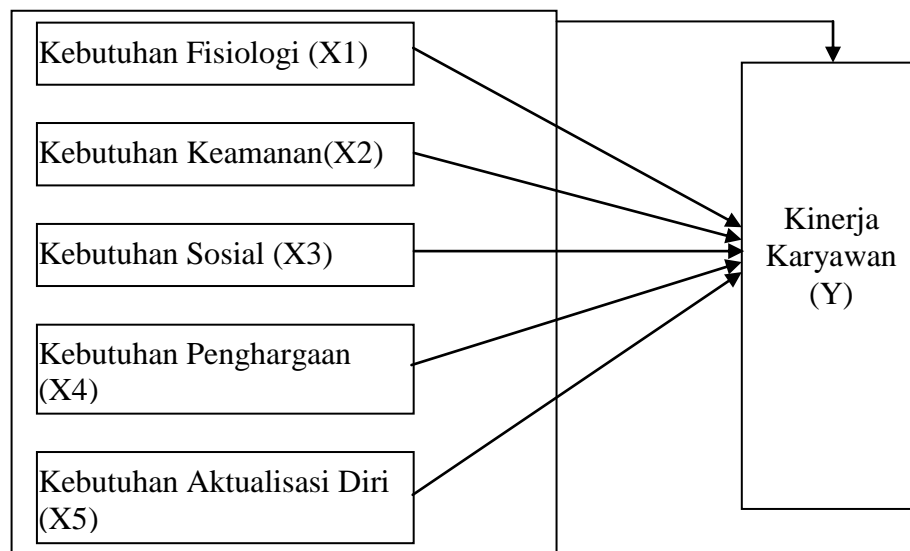 Kebutuhan Fisiologi (X1)
Kebutuhan Keamanan(X2)
Kebutuhan Sosial (X3)
Kebutuhan Penghargaan
(X4)
Kebutuhan Aktualisasi Diri
(X5)
Kinerja
Karyawan
(Y)